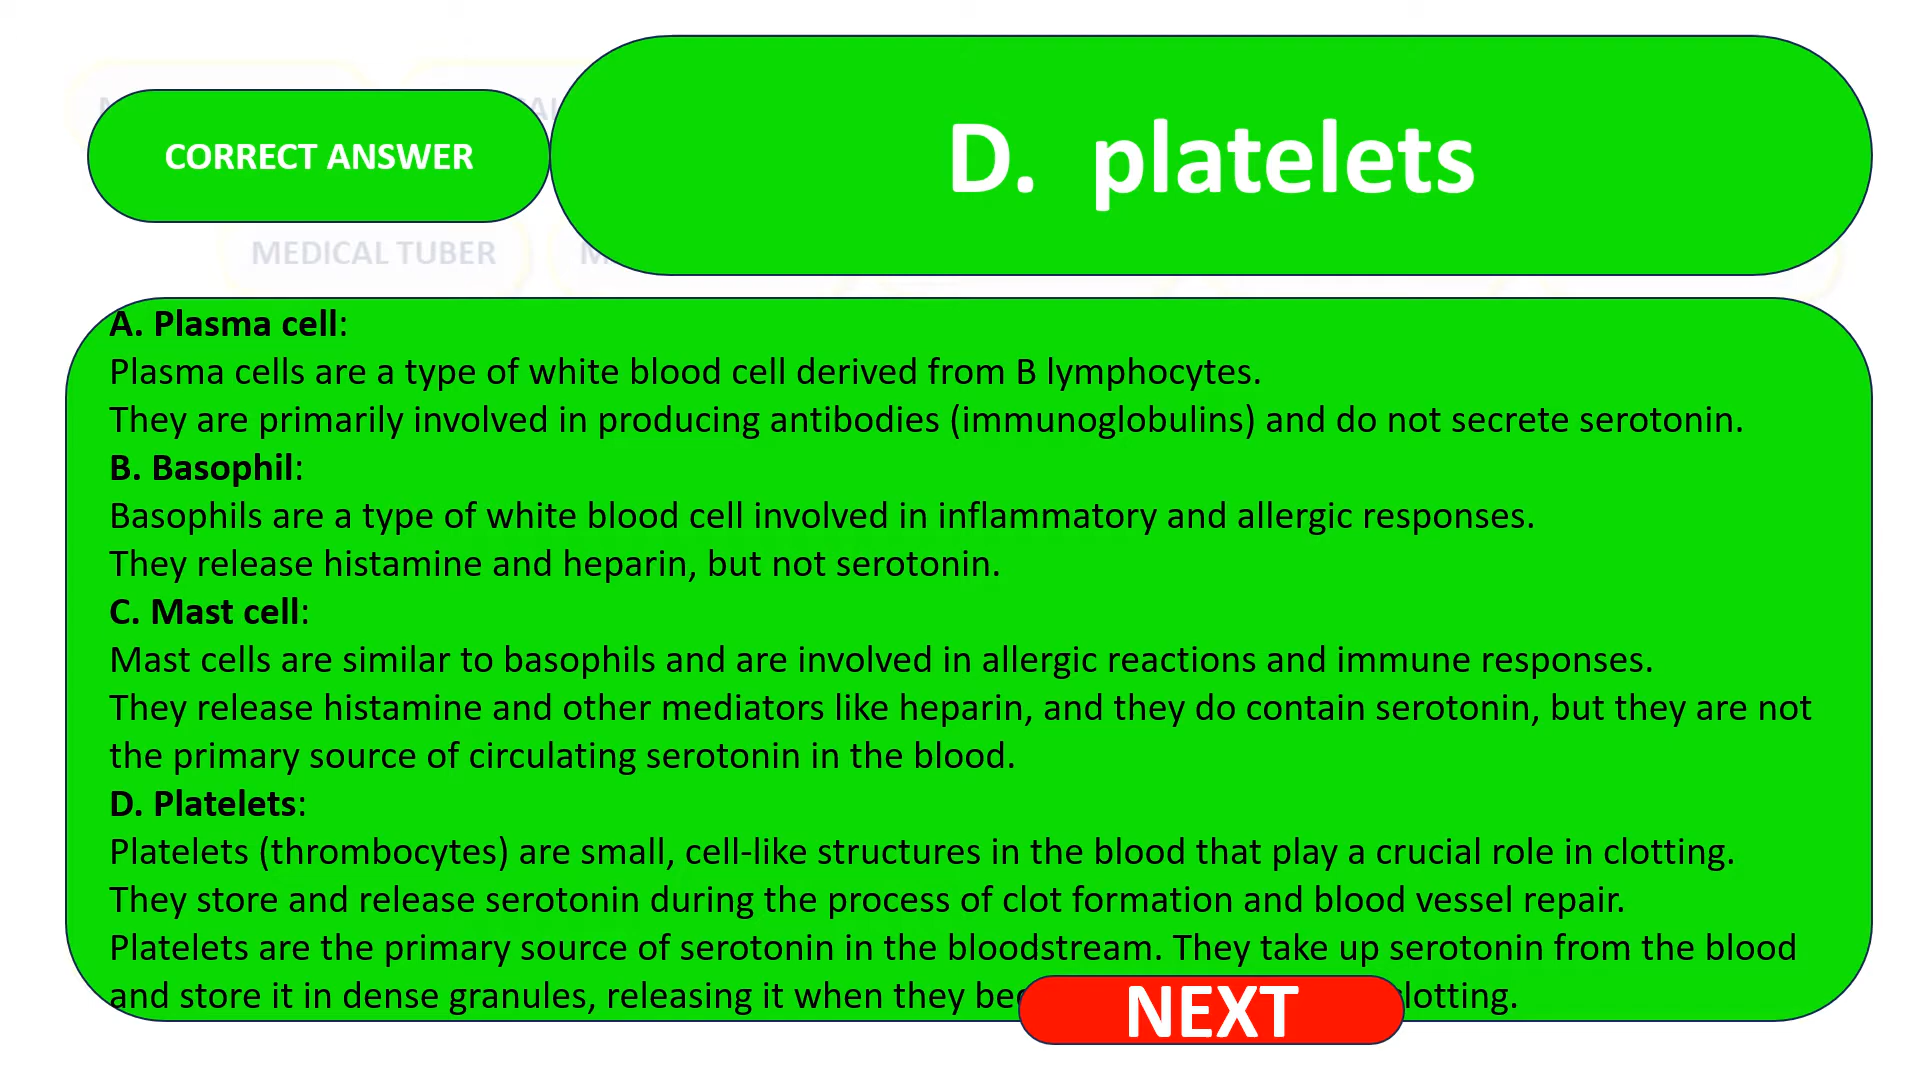 CORRECT ANSWER
D. platelets
MEDICAL TUBER
A. Plasma cell:
Plasma cells are a type of white blood cell derived from B lymphocytes.
They are primarily involved in producing antibodies (immunoglobulins) and do not secrete serotonin.
B. Basophil:
Basophils are a type of white blood cell involved in inflammatory and allergic responses.
They release histamine and heparin, but not serotonin.
C. Mast cell:
Mast cells are similar to basophils and are involved in allergic reactions and immune responses.
They release histamine and other mediators like heparin, and they do contain serotonin, but they are not
the primary source of circulating serotonin in the blood.
D. Platelets:
Platelets (thrombocytes) are small, cell-like structures in the blood that play a crucial role in clotting.
They store and release serotonin during the process of clot formation and blood vessel repair.
Platelets are the primary source of serotonin in the bloodstream. They take up serotonin from the blood
and store it in dense granules, releasing it when they
NEXT